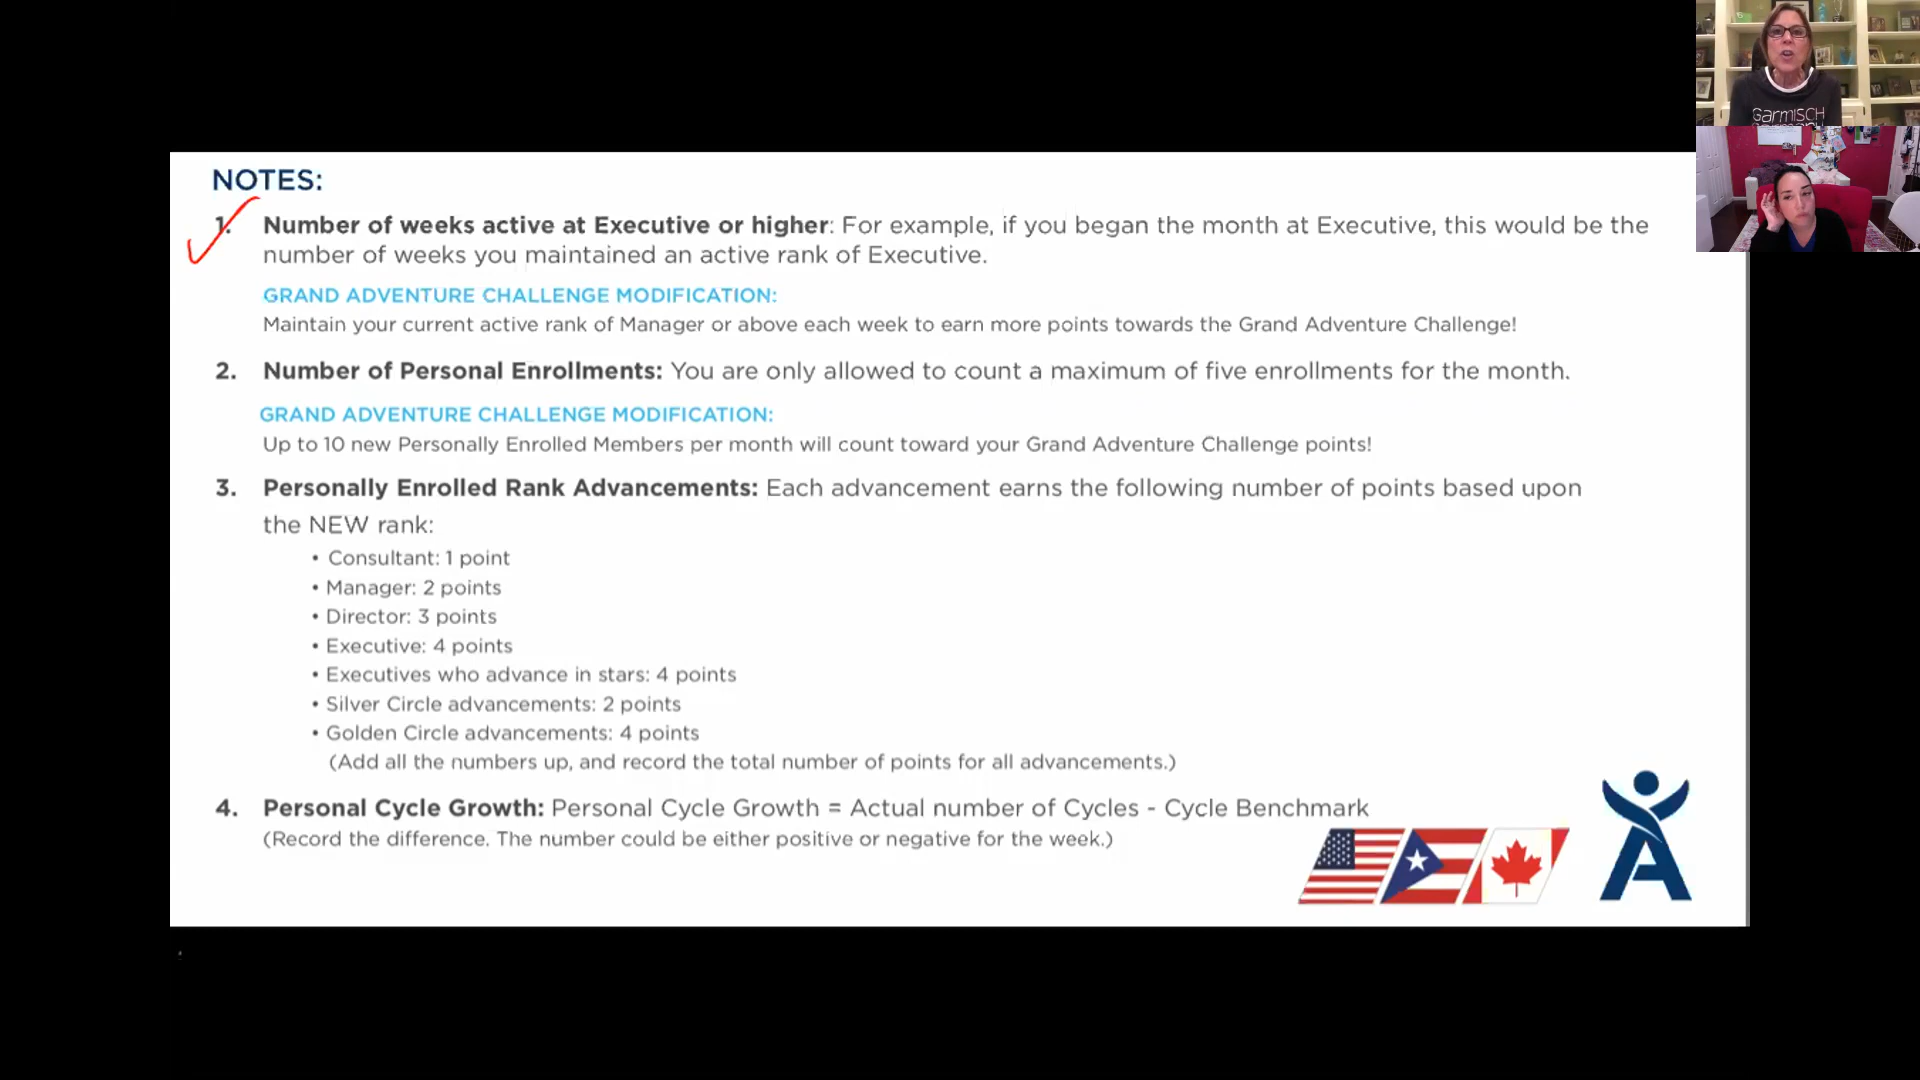 NOTES:
1. Number of weeks active at Executive or higher: For example, if you began the month at Executive, this would be the
number of weeks you maintained an active rank of Executive.
GRAND ADVENTURE CHALLENGE MODIFICATION:
Maintain your current active rank of Manager or above each week to earn more points towards the Grand Adventure Challenge!
2. Number of Personal Enrollments: You are only allowed to count a maximum of five enrollments for the month.
GRAND ADVENTURE CHALLENGE MODIFICATION:
Up to 10 new Personally Enrolled Members per month will count toward your Grand Adventure Challenge points!
3. Personally Enrolled Rank Advancements: Each advancement earns the following number of points based upon
the NEW rank:
• Consultant: 1 point
• Manager: 2 points
• Director: 3 points
• Executive: 4 points
• Executives who advance in stars: 4 points
• Silver Circle advancements: 2 points
• Golden Circle advancements: 4 points
(Add all the numbers up, and record the total number of points for all advancements.)
4. Personal Cycle Growth: Personal Cycle Growth = Actual number of Cycles - Cycle Benchmark
(Record the difference. The number could be either positive or negative for the week.)
GarmiSCH